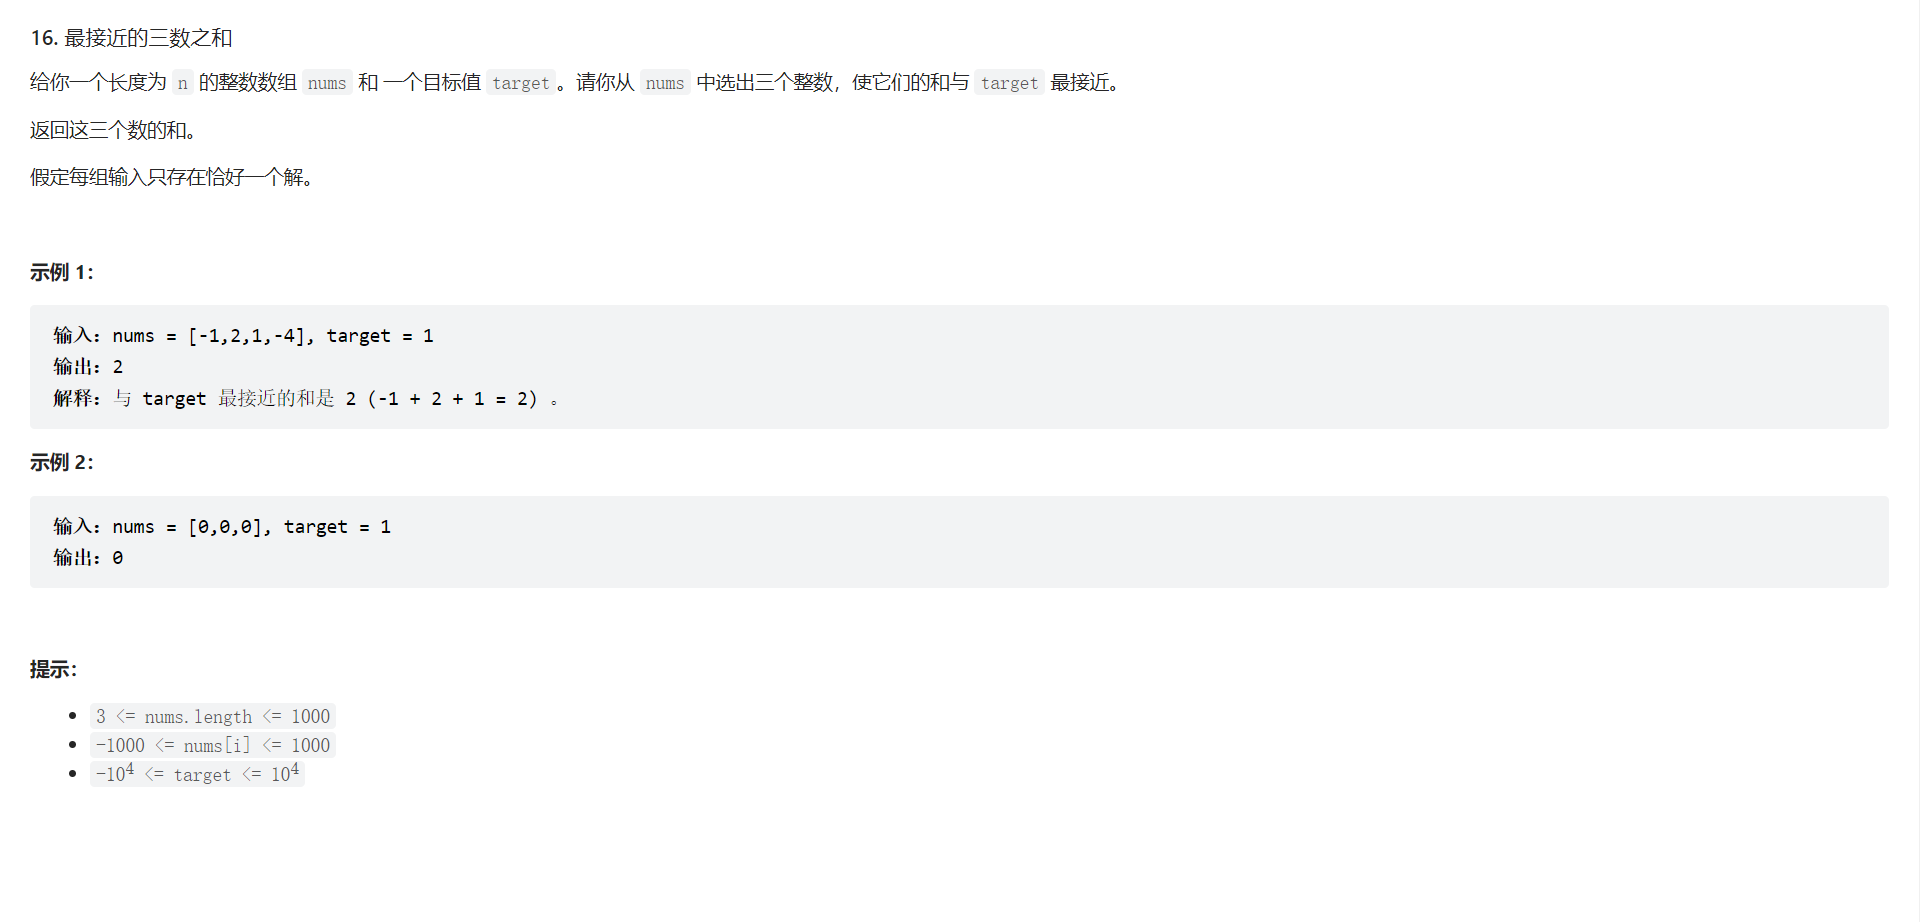 16. 最接近的三数之和
给你一个长度为 n 的整数数组 nums 和 一个目标值 target。请你从 nums 中选出三个整数，使它们的和与 target 最接近。
返回这三个数的和。
假定每组输入只存在恰好一个解。
示例 1：
输入：nums = [-1,2,1,-4], target = 1
输出：2
解释：与 target 最接近的和是 2 (-1 + 2 + 1 = 2) 。
示例 2：
输入：nums = [0,0,0], target = 1
输出：0
提示：
• 3 <= nums.length <= 1000
• -1000 <= nums[i] <= 1000
• -10⁴ <= target <= 10⁴